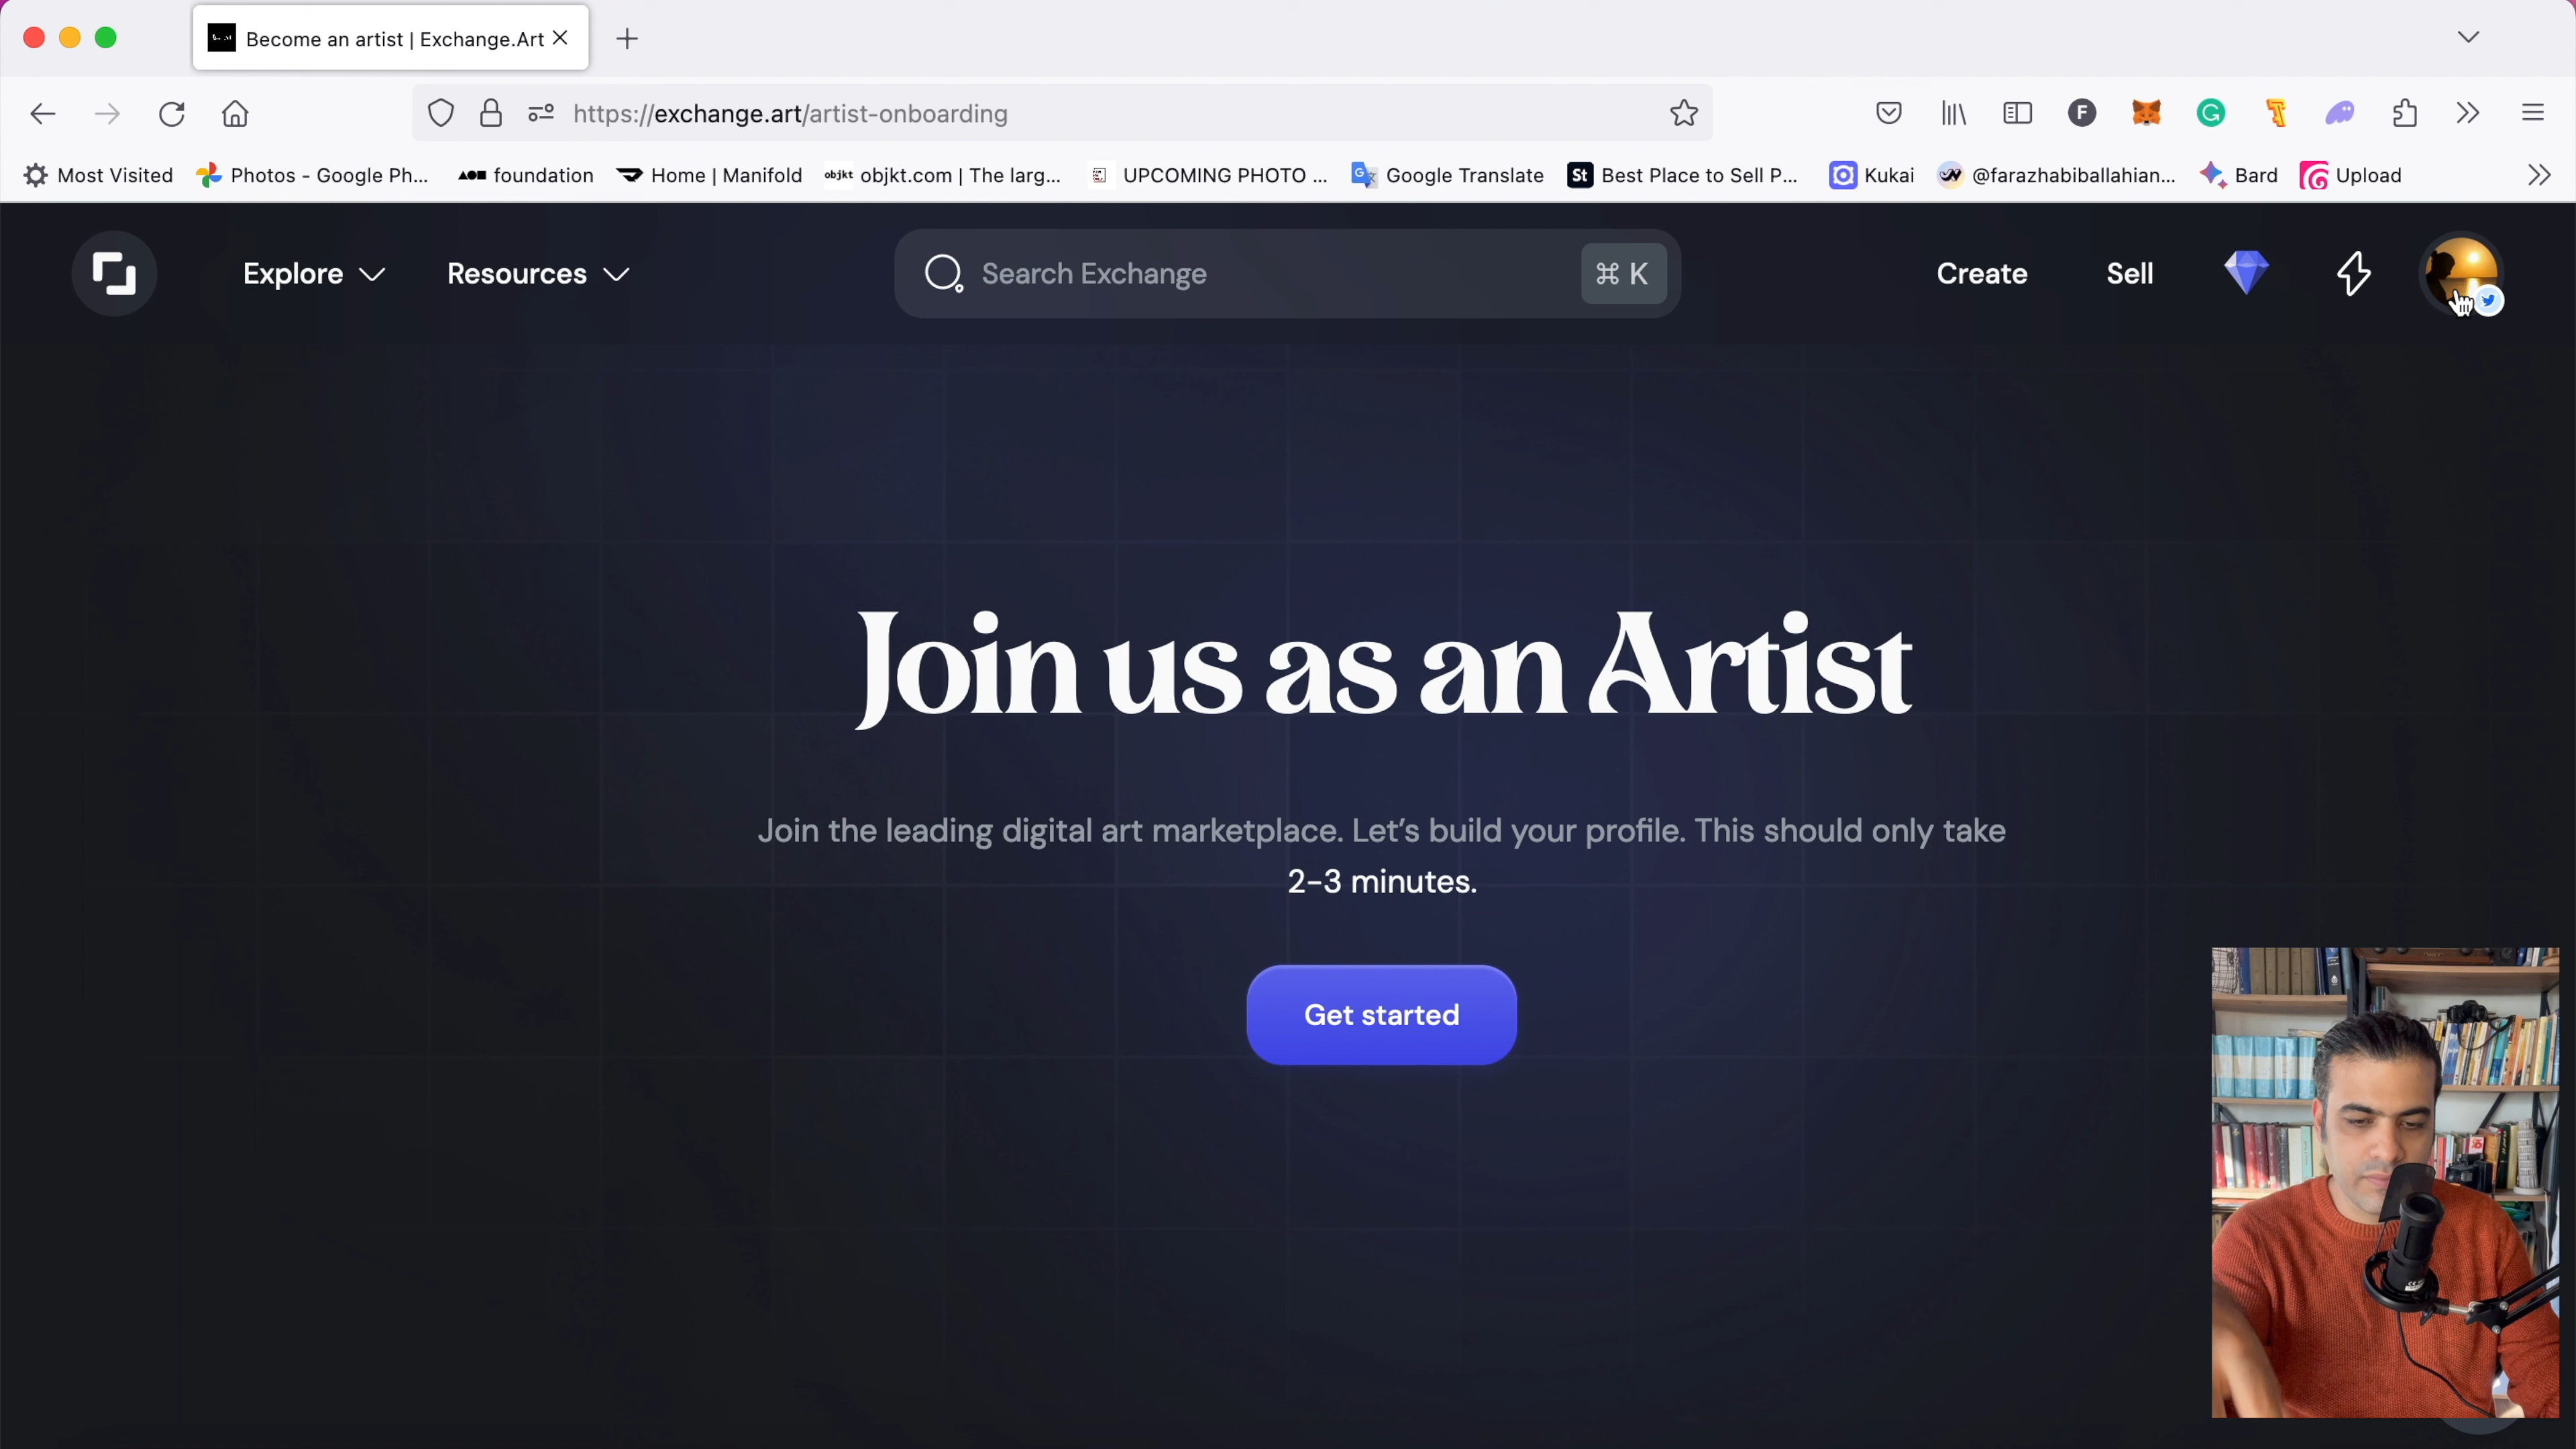 Become an artist | Exchange.Art
https://exchange.art/artist-onboarding
F
G
Most Visited
Photos - Google Ph...
foundation
Home | Manifold
objkt objkt.com | The larg...
UPCOMING PHOTO ...
Google Translate
St Best Place to Sell P...
Kukai
@farazhabiballahian...
Bard
Upload
Explore
Resources
Search Exchange
⌘ K
Create
Sell
Join us as an Artist
Join the leading digital art marketplace. Let's build your profile. This should only take
2-3 minutes.
Get started